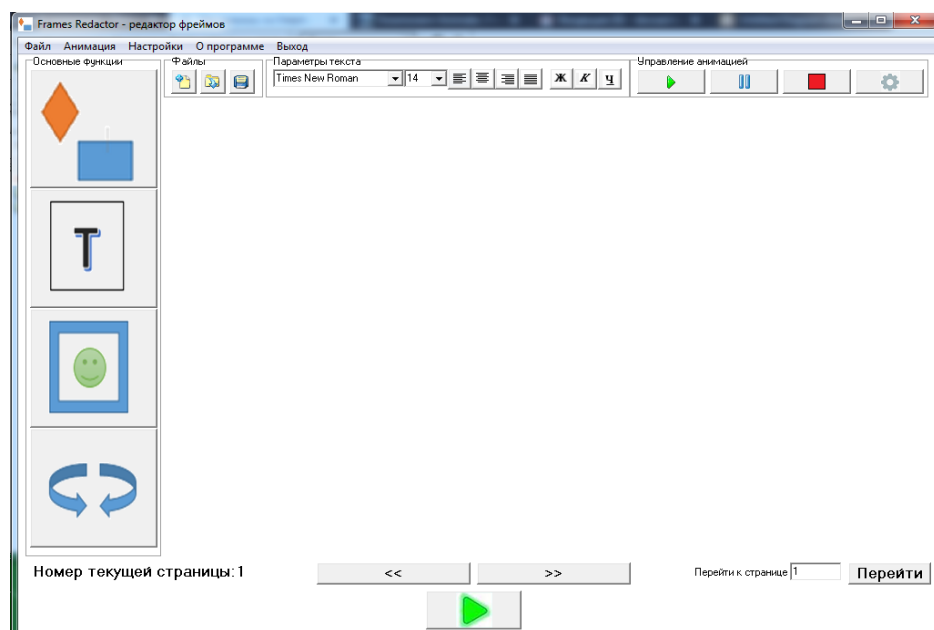 Frames Redactor - редактор фреймов
Файл Анимация Настройки О программе Выход
Основные функции Файлы Параметры текста Управление анимацией
Times New Roman 14 Ж К Ч
T
Номер текущей страницы:1 << >> Перейти к странице 1 Перейти